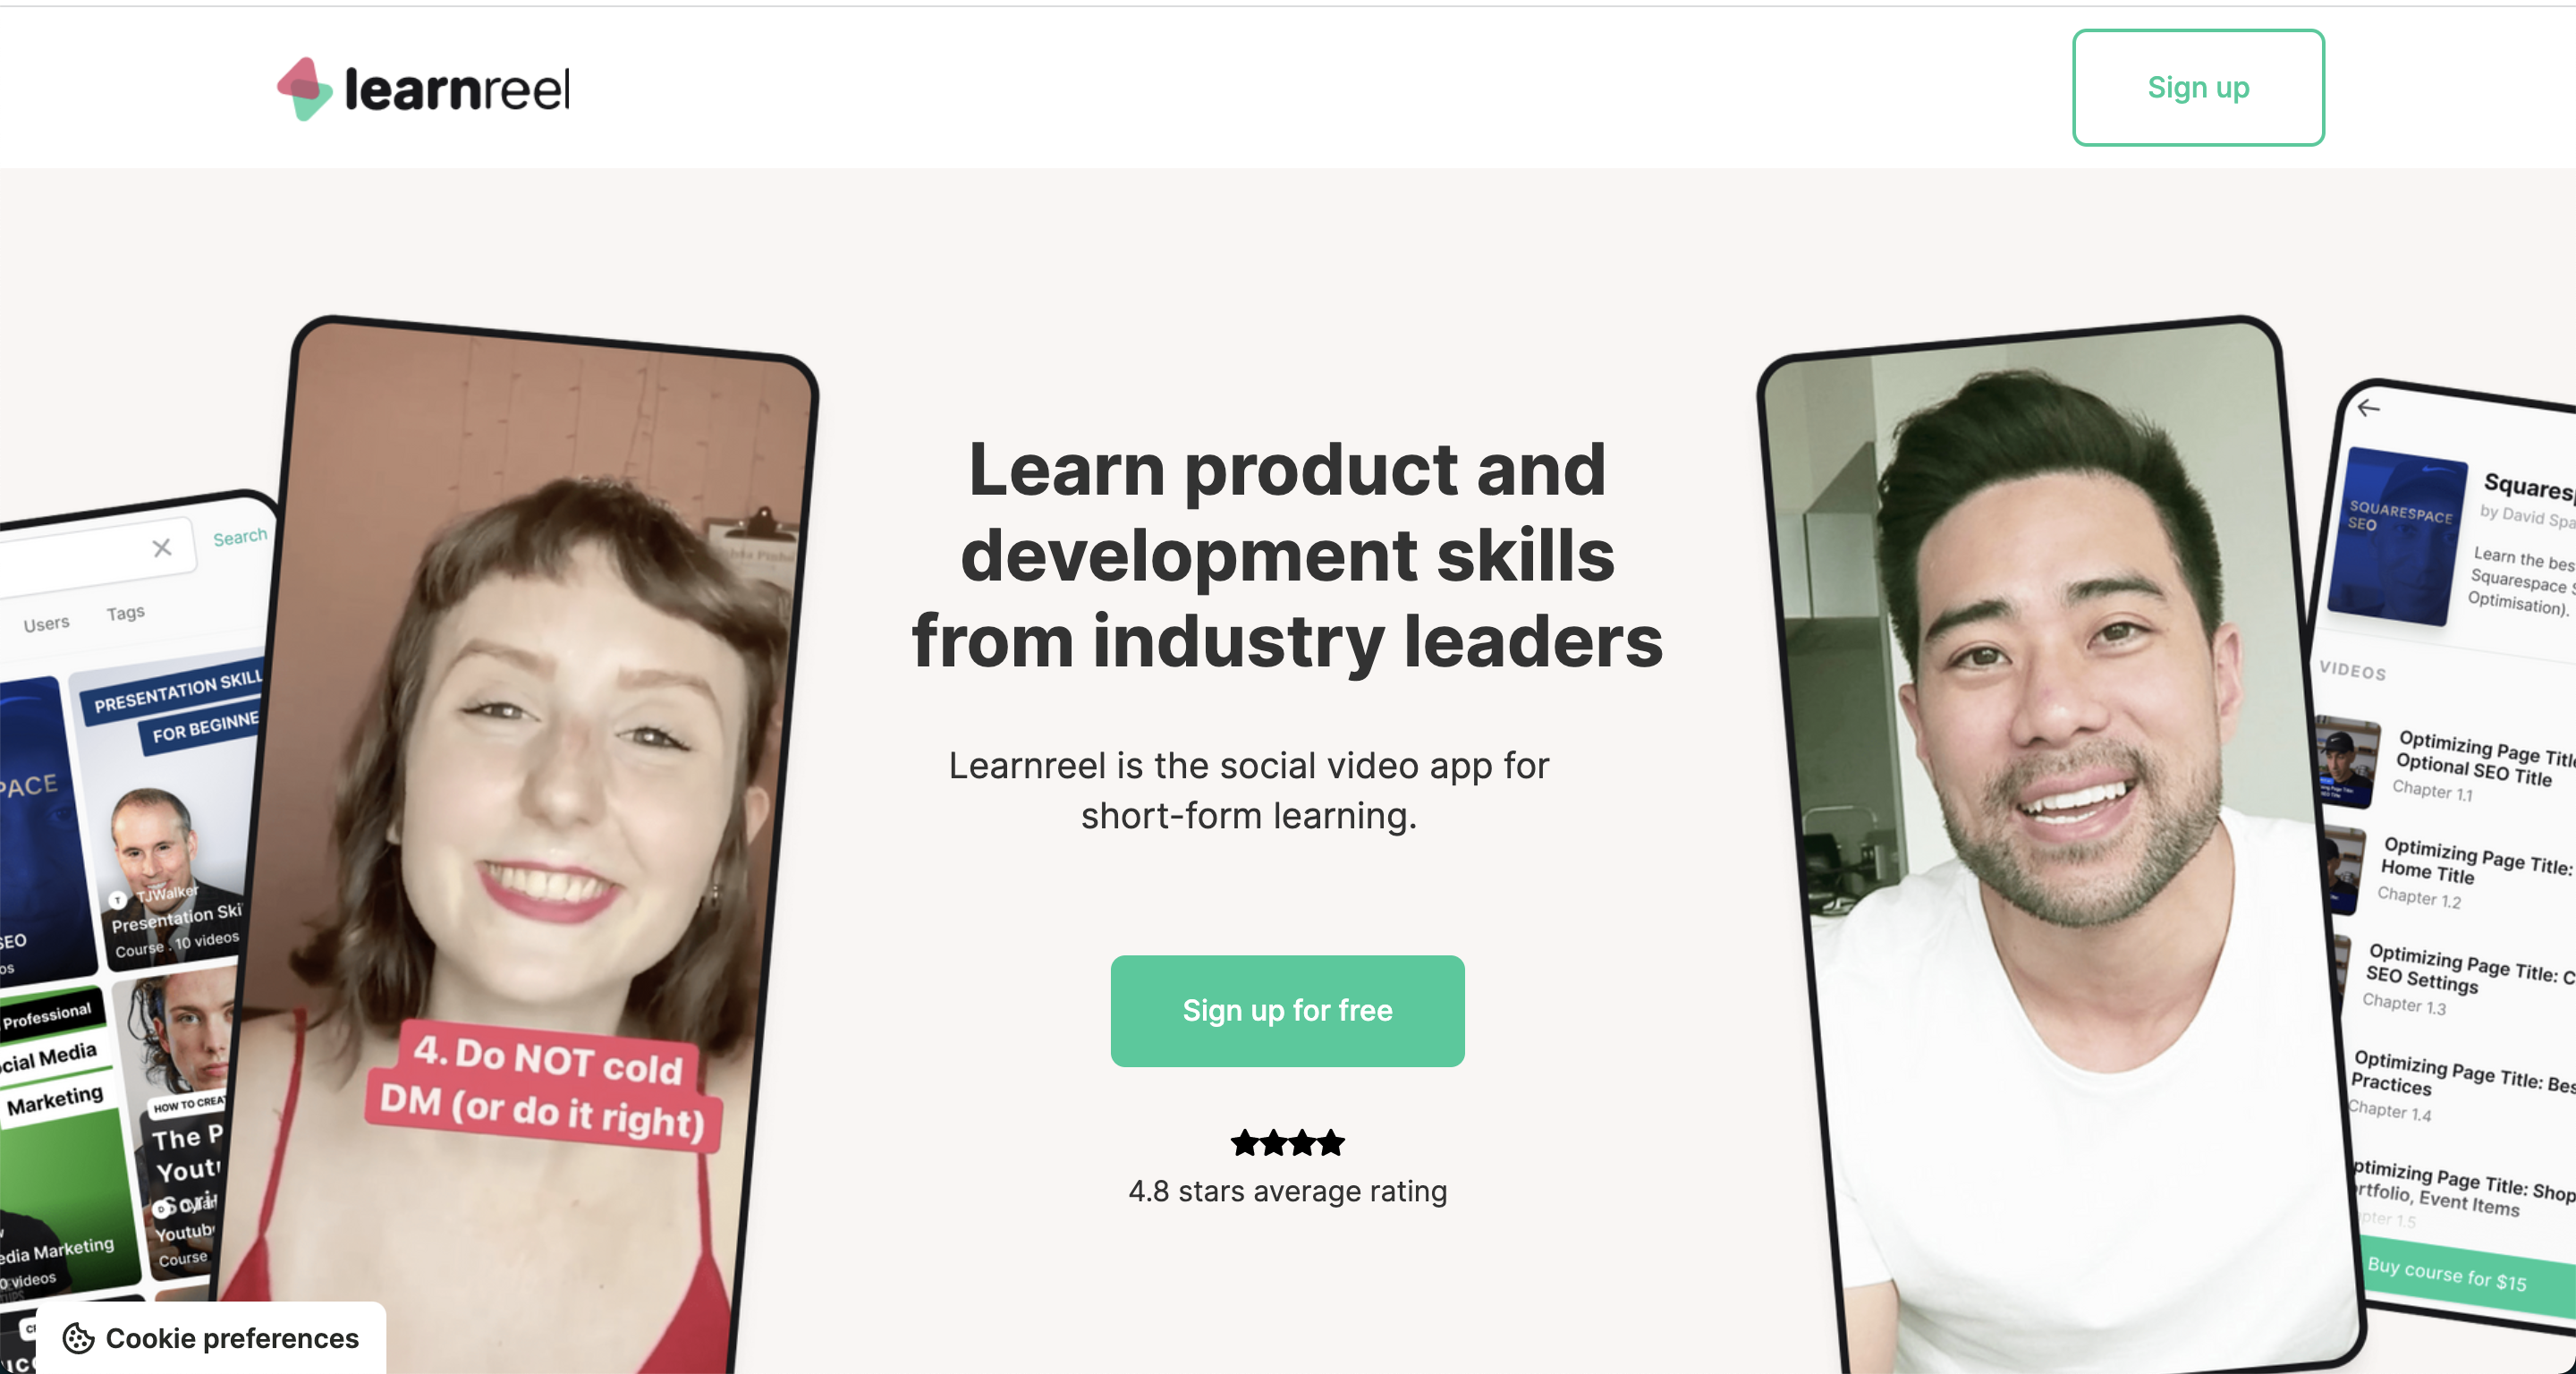 learnreel
Sign up
Learn product and
development skills
from industry leaders
Learnreel is the social video app for
short-form learning.
Sign up for free
4.8 stars average rating
Search
Users Tags
PRESENTATION SKILL
FOR BEGINNE
PACE
TJWalker
Presentation Ski
Course . 10 videos
SEO
os
Professional
cial Media
Marketing
edia Marketing
0 videos
HOW TO CREA
The P
Yout
Scri
Dylan
Youtub
Course
4. Do NOT cold
DM (or do it right)
SQUARESPACE
SEO
Squaresp
by David Spa
Learn the bes
Squarespace S
Optimisation).
VIDEOS
Optimizing Page Title
Optional SEO Title
Chapter 1.1
Optimizing Page Title:
Home Title
Chapter 1.2
Optimizing Page Title: C
SEO Settings
Chapter 1.3
Optimizing Page Title: Bes
Practices
Chapter 1.4
ptimizing Page Title: Shop
rtfolio, Event Items
pter 1.5
Buy course for $15
Cookie preferences